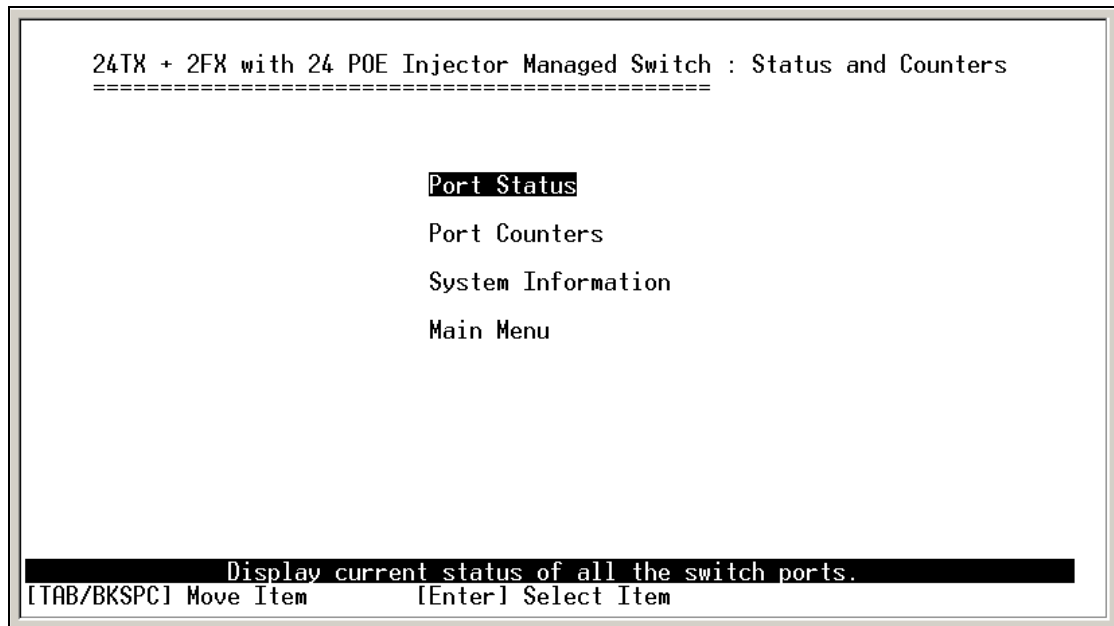 24TX + 2FX with 24 POE Injector Managed Switch : Status and Counters
==============================================
Port Status
Port Counters
System Information
Main Menu
Display current status of all the switch ports.
[TAB/BKSPC] Move Item [Enter] Select Item